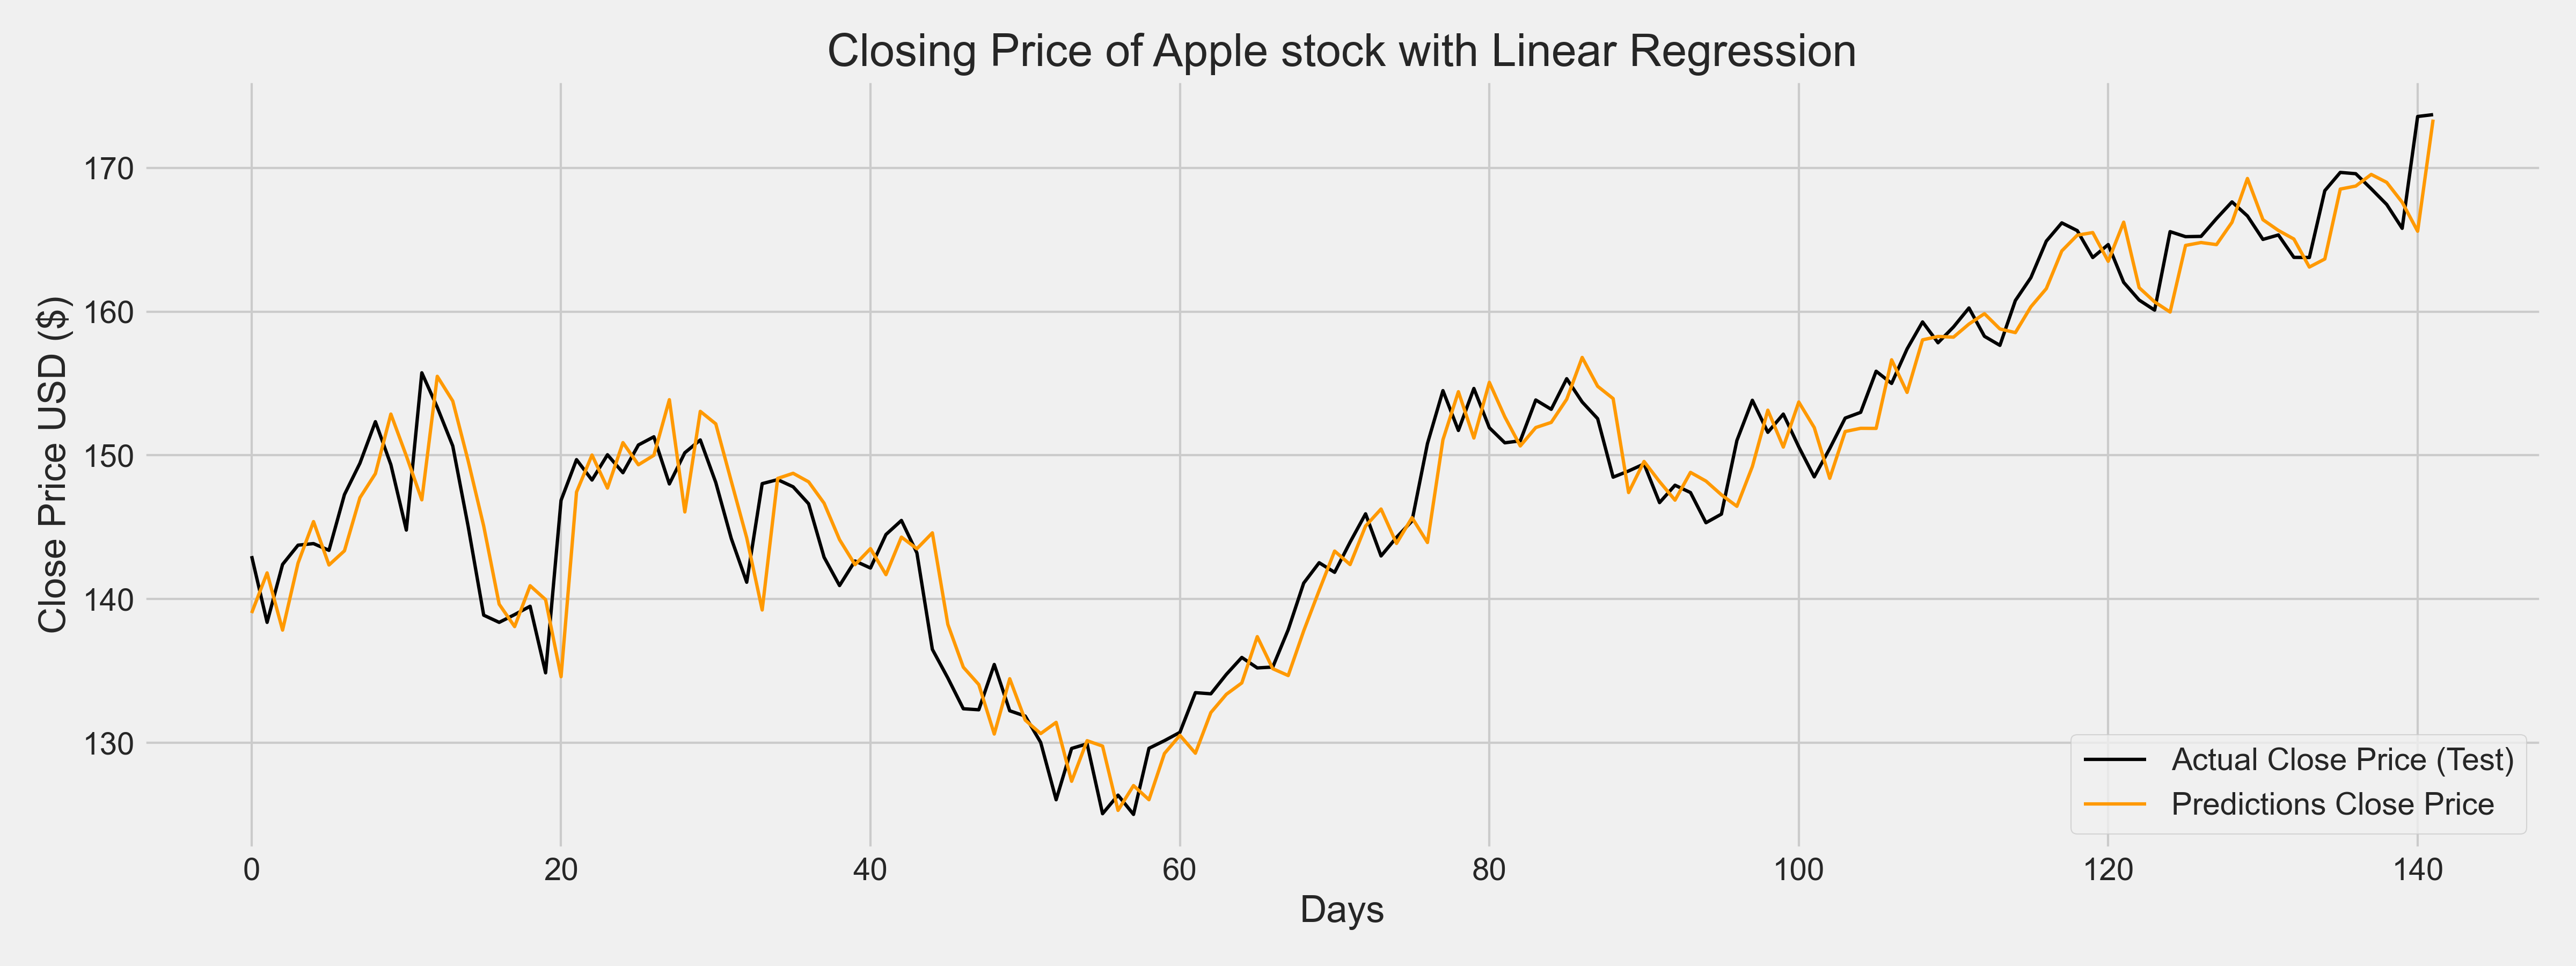 Closing Price of Apple stock with Linear Regression
Close Price USD ($)
170
160
150
140
130
Actual Close Price (Test)
Predictions Close Price
0 20 40 60 80 100 120 140
Days